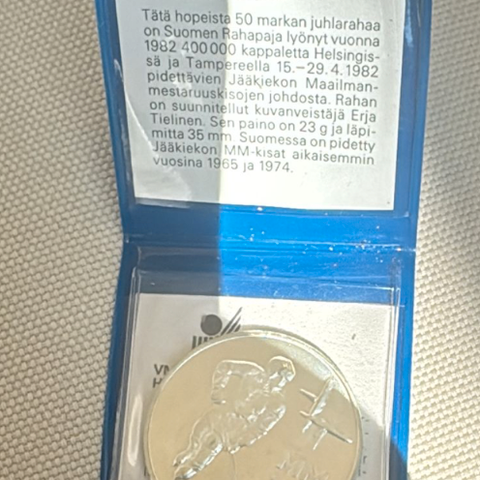 Tätä hopeista 50 markan juhlarahaa
on Suomen Rahapaja lyönyt vuonna
1982 400 000 kappaletta Helsingis-
sä ja Tampereella 15.–29.4.1982
pidettävien Jääkiekon Maailman-
mestaruuskisojen johdosta. Rahan
on suunnitellut kuvanveistäjä Erja
Tielinen. Sen paino on 23 g ja läpi-
mitta 35 mm. Suomessa on pidetty
Jääkiekon MM-kisat aikaisemmin
vuosina 1965 ja 1974.
MM